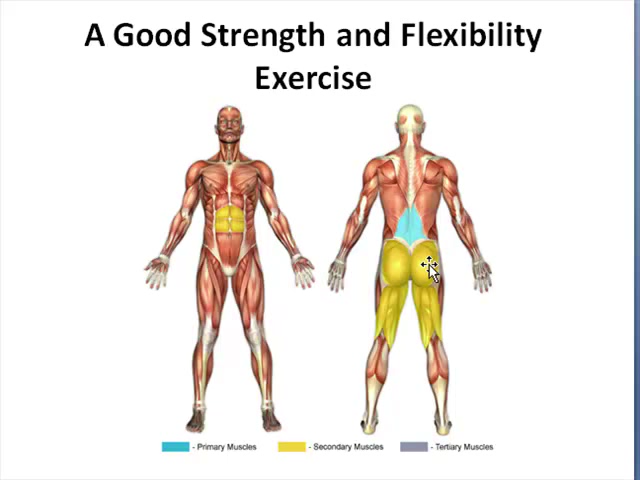 A Good Strength and Flexibility
Exercise
- Primary Muscles - Secondary Muscles - Tertiary Muscles